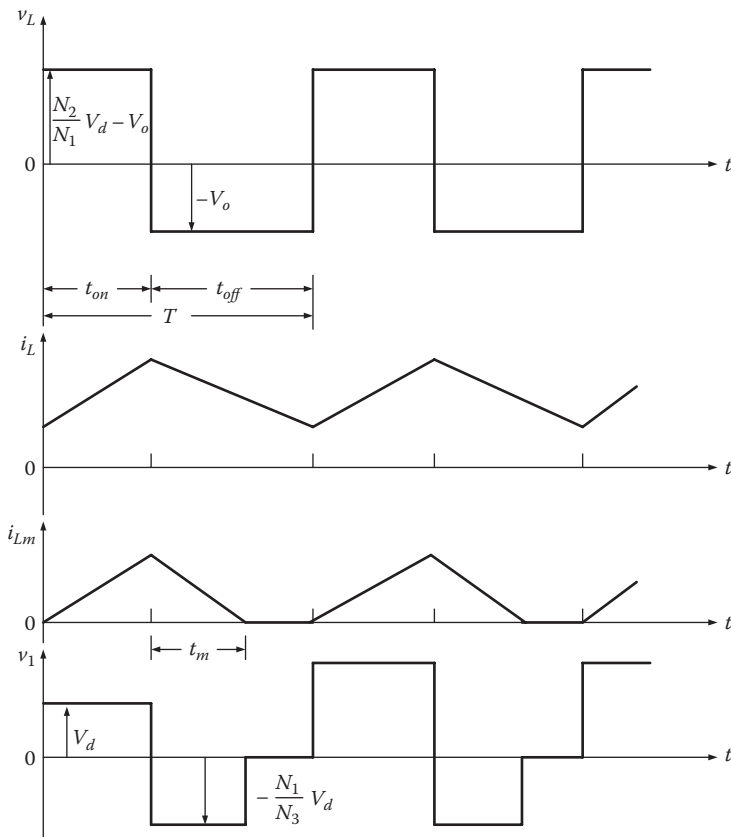 v_L
N_2/N_1 V_d – V_o
0
t
–V_o
t_on
t_off
T
i_L
0
t
i_Lm
0
t
t_m
v_1
V_d
0
t
– N_1/N_3 V_d